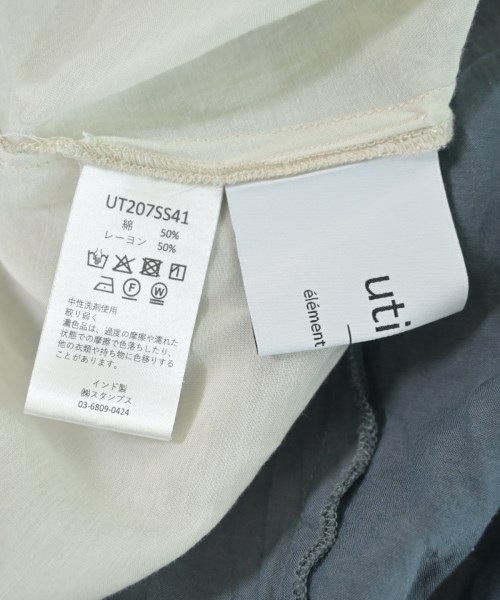 UT207SS41
綿 50%
レーヨン 50%
中性洗剤使用
絞り弱く
濃色品は、過度の摩擦や濡れた
状態での摩擦で色落ちしたり、
他の衣類や持ち物に色移りする
ことがあります。
インド製
㈱スタンプス
03-6809-0424
uti
élément